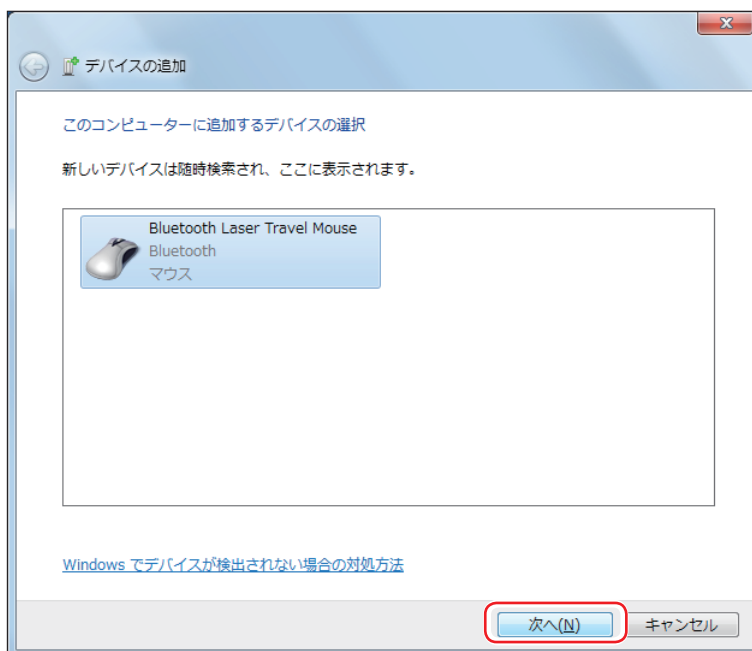 デバイスの追加
このコンピューターに追加するデバイスの選択
新しいデバイスは随時検索され、ここに表示されます。
Bluetooth Laser Travel Mouse
Bluetooth
マウス
Windows でデバイスが検出されない場合の対処方法
次へ(N) キャンセル